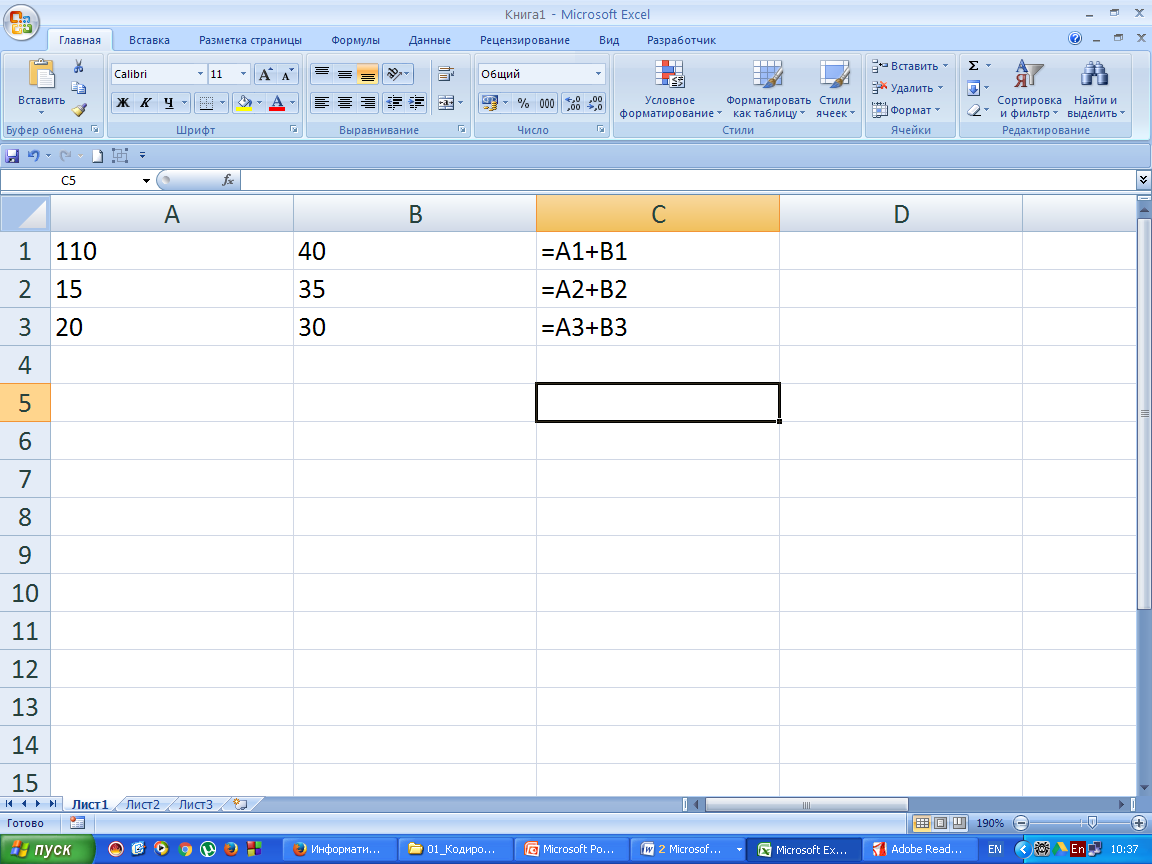 Книга1 - Microsoft Excel
Главная Вставка Разметка страницы Формулы Данные Рецензирование Вид Разработчик
Вставить
Буфер обмена
Calibri 11
Ж К Ч
Шрифт
Выравнивание
Общий
% 000
Число
Условное форматирование
Форматировать как таблицу
Стили ячеек
Стили
Вставить
Удалить
Формат
Ячейки
Σ
Сортировка и фильтр
Найти и выделить
Редактирование
C5 fx
A B C D
1 110 40 =A1+B1
2 15 35 =A2+B2
3 20 30 =A3+B3
4
5
6
7
8
9
10
11
12
13
14
15
Лист1 Лист2 Лист3
Готово 190%
пуск Информати... 01_Кодиро... Microsoft Po... 2 Microsof... Microsoft Ex... Adobe Read... EN En 10:37